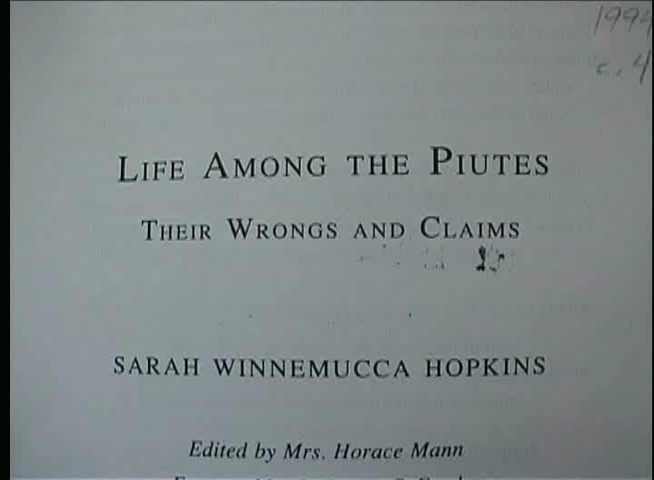 1994
c. 4
LIFE AMONG THE PIUTES
THEIR WRONGS AND CLAIMS
SARAH WINNEMUCCA HOPKINS
Edited by Mrs. Horace Mann